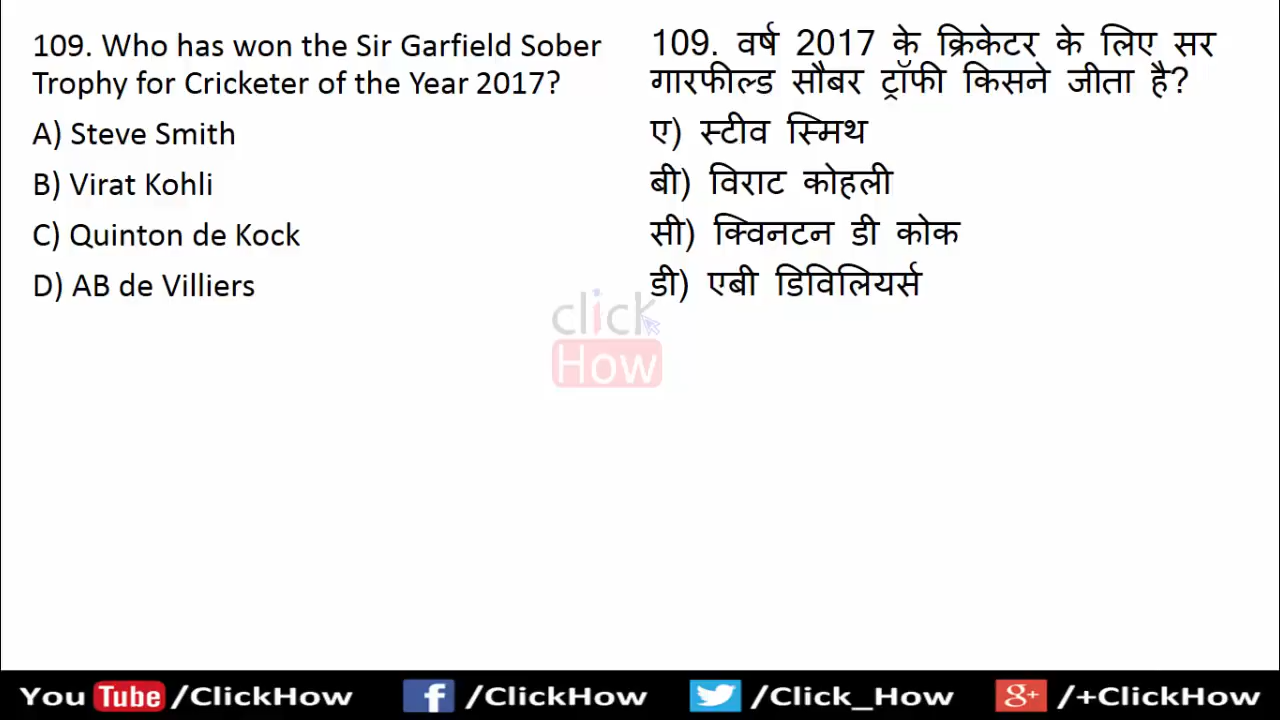 109. Who has won the Sir Garfield Sober
Trophy for Cricketer of the Year 2017?
A) Steve Smith
B) Virat Kohli
C) Quinton de Kock
D) AB de Villiers
109. वर्ष 2017 के क्रिकेटर के लिए सर
गारफील्ड सौबर ट्रॉफी किसने जीता है?
ए) स्टीव स्मिथ
बी) विराट कोहली
सी) क्विनटन डी कोक
डी) एबी डिविलियर्स
click
How
You Tube /ClickHow f /ClickHow /Click_How g+ /+ClickHow